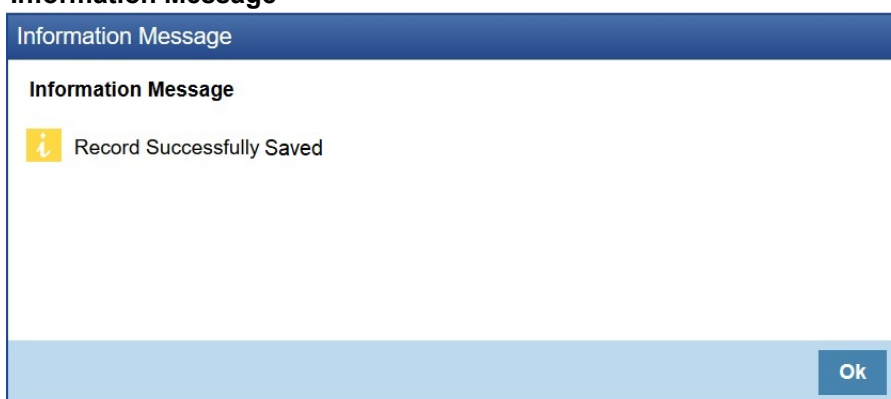 Information Message
Information Message
Information Message
i Record Successfully Saved
Ok